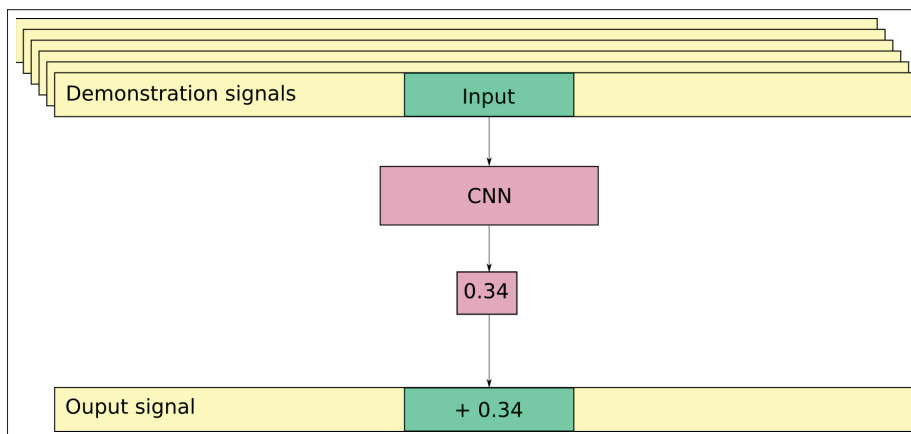 Demonstration signals
Input
CNN
0.34
Ouput signal
+ 0.34